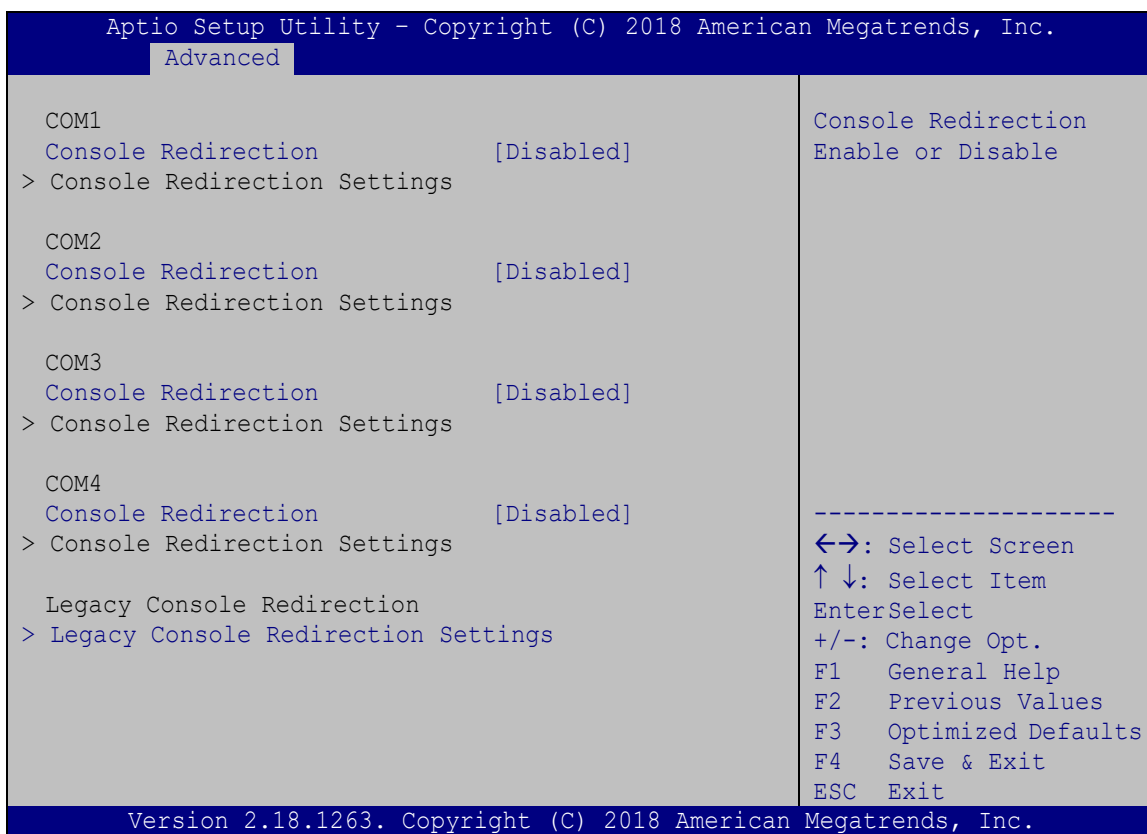 Aptio Setup Utility – Copyright (C) 2018 American Megatrends, Inc.
Advanced
COM1
Console Redirection [Disabled]
> Console Redirection Settings
COM2
Console Redirection [Disabled]
> Console Redirection Settings
COM3
Console Redirection [Disabled]
> Console Redirection Settings
COM4
Console Redirection [Disabled]
> Console Redirection Settings
Legacy Console Redirection
> Legacy Console Redirection Settings
Console Redirection
Enable or Disable
---------------------
←→: Select Screen
↑ ↓: Select Item
EnterSelect
+/-: Change Opt.
F1 General Help
F2 Previous Values
F3 Optimized Defaults
F4 Save & Exit
ESC Exit
Version 2.18.1263. Copyright (C) 2018 American Megatrends, Inc.